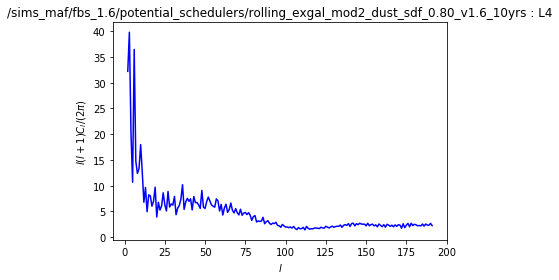 /sims_maf/fbs_1.6/potential_schedulers/rolling_exgal_mod2_dust_sdf_0.80_v1.6_10yrs : L4
40
35
30
25
20
15
10
5
0
l(l + 1)C_l/(2π)
0 25 50 75 100 125 150 175 200
l